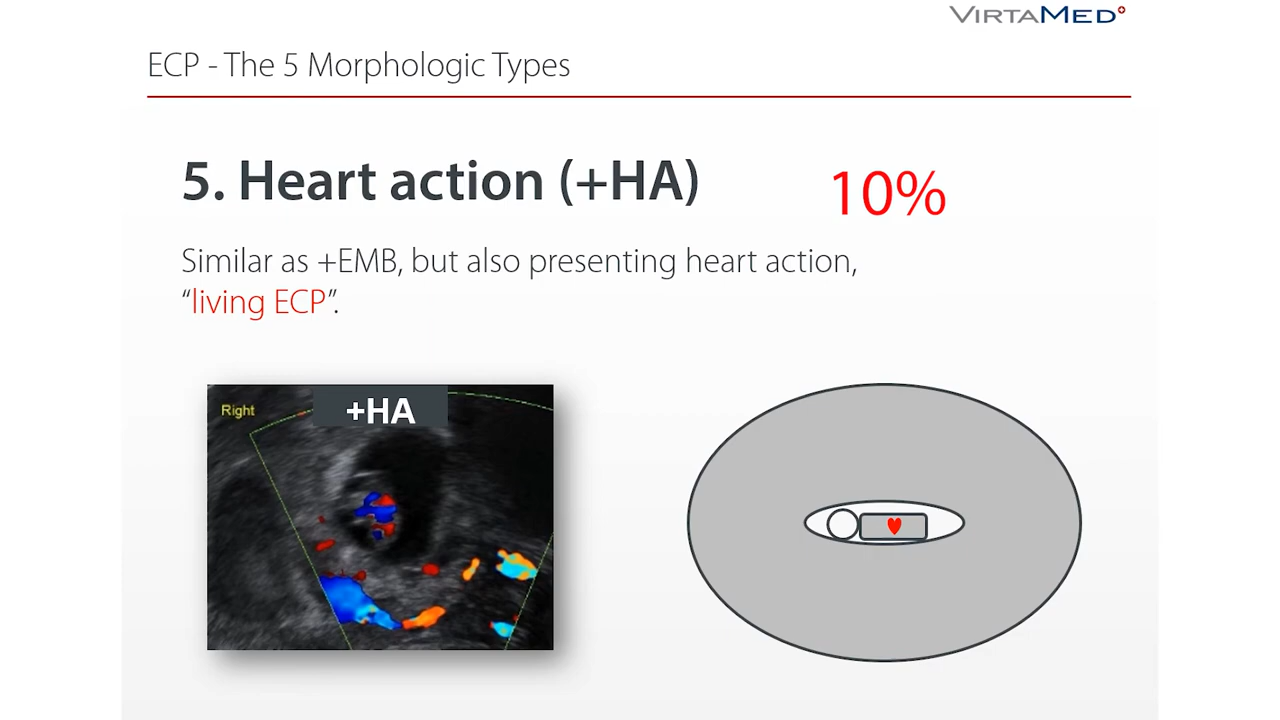 VIRTAMED
ECP - The 5 Morphologic Types
5. Heart action (+HA)
10%
Similar as +EMB, but also presenting heart action,
“living ECP”.
Right
+HA